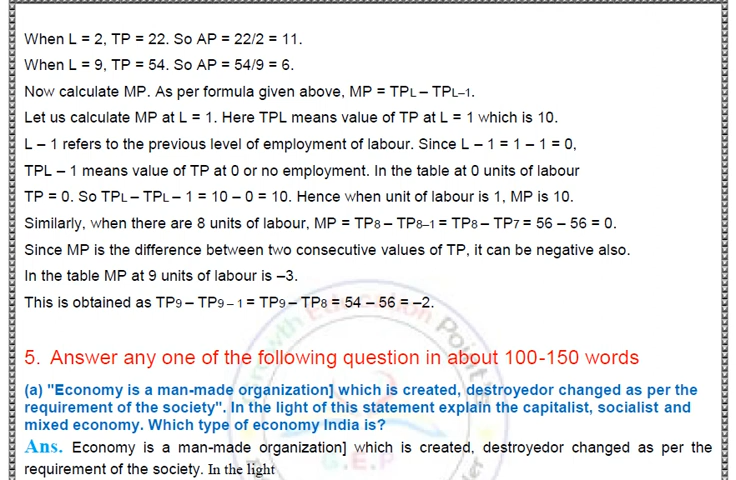 When L = 2, TP = 22. So AP = 22/2 = 11.
When L = 9, TP = 54. So AP = 54/9 = 6.
Now calculate MP. As per formula given above, MP = TPL – TPL–1.
Let us calculate MP at L = 1. Here TPL means value of TP at L = 1 which is 10.
L – 1 refers to the previous level of employment of labour. Since L – 1 = 1 – 1 = 0,
TPL – 1 means value of TP at 0 or no employment. In the table at 0 units of labour
TP = 0. So TPL – TPL – 1 = 10 – 0 = 10. Hence when unit of labour is 1, MP is 10.
Similarly, when there are 8 units of labour, MP = TP8 – TP8–1 = TP8 – TP7 = 56 – 56 = 0.
Since MP is the difference between two consecutive values of TP, it can be negative also.
In the table MP at 9 units of labour is –3.
This is obtained as TP9 – TP9 – 1 = TP9 – TP8 = 54 – 56 = –2.
5. Answer any one of the following question in about 100-150 words
(a) "Economy is a man-made organization] which is created, destroyedor changed as per the
requirement of the society". In the light of this statement explain the capitalist, socialist and
mixed economy. Which type of economy India is?
Ans. Economy is a man-made organization] which is created, destroyedor changed as per the
requirement of the society. In the light
Growth Education Point's
G.E.P